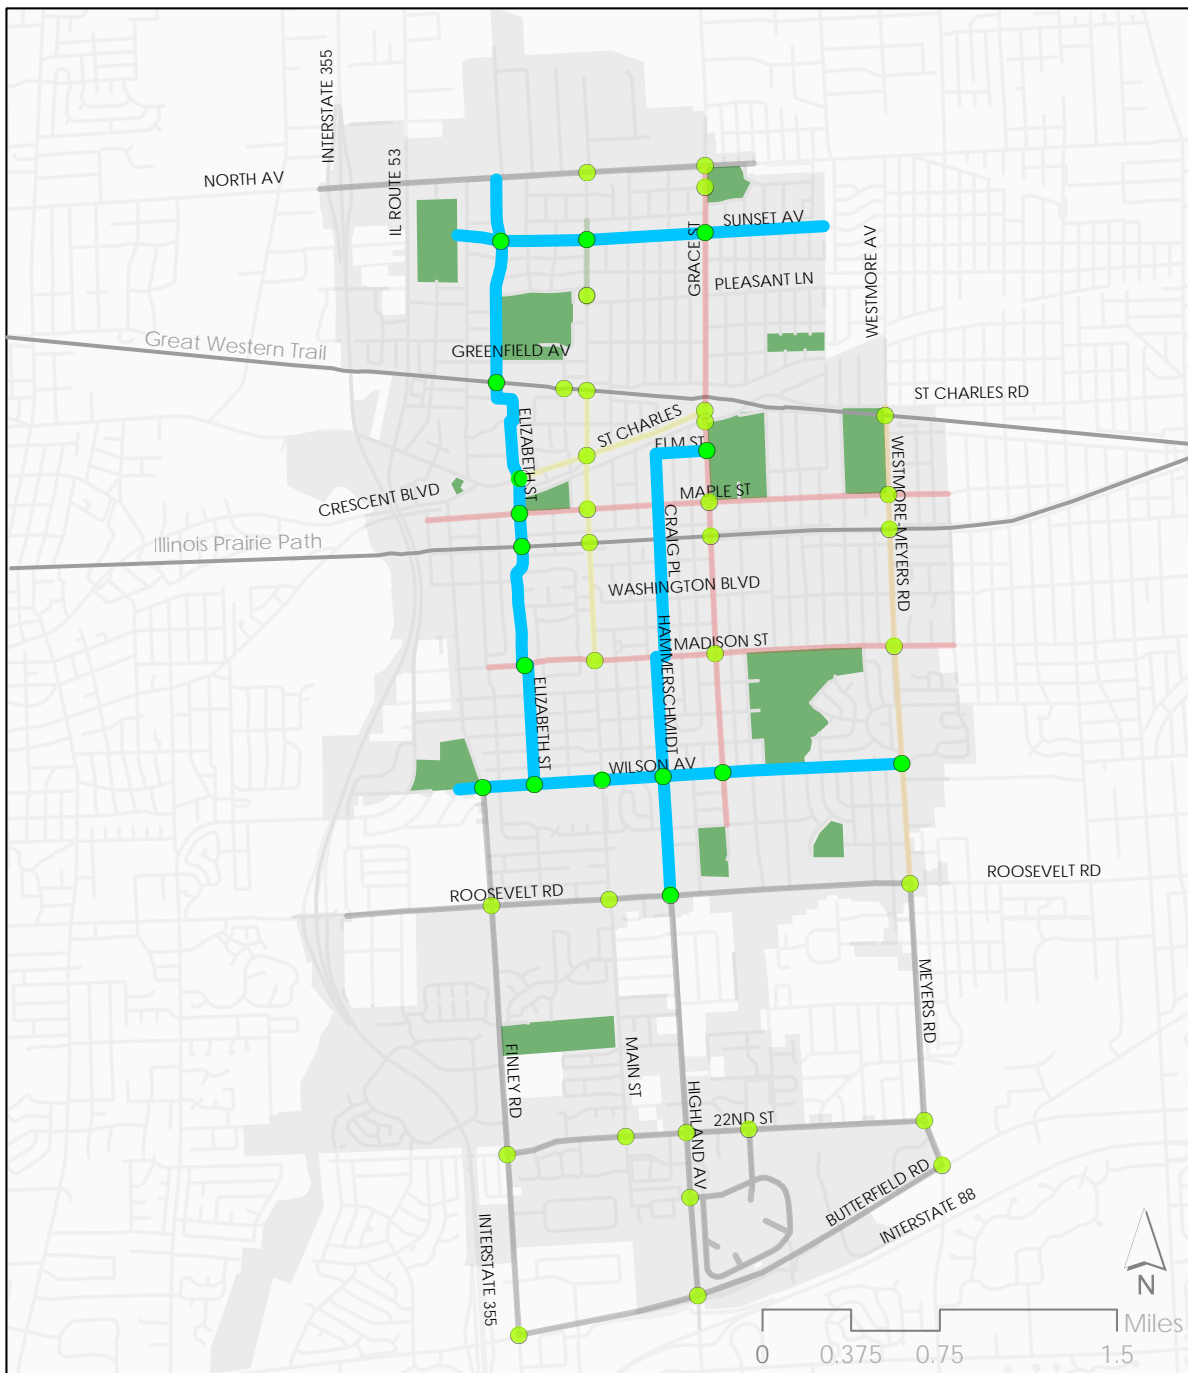 INTERSTATE 355
IL ROUTE 53
NORTH AV
SUNSET AV
GRACE ST
PLEASANT LN
WESTMORE AV
Great Western Trail
GREENFIELD AV
ST CHARLES RD
ST CHARLES
ELIZABETH ST
ELM ST
CRESCENT BLVD
MAPLE ST
WESTMORE-MEYERS RD
CRAIG PL
Illinois Prairie Path
WASHINGTON BLVD
HAMMERSCHMIDT
MADISON ST
ELIZABETH ST
WILSON AV
ROOSEVELT RD
ROOSEVELT RD
MEYERS RD
FINLEY RD
MAIN ST
HIGHLAND AV
22ND ST
BUTTERFIELD RD
INTERSTATE 88
INTERSTATE 355
N
Miles
0 0.375 0.75 1.5